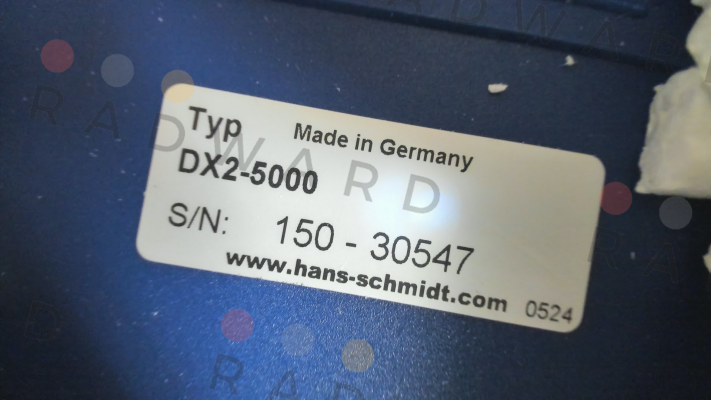 Typ Made in Germany
DX2-5000
S/N: 150 - 30547
www.hans-schmidt.com 0524
RADWARD